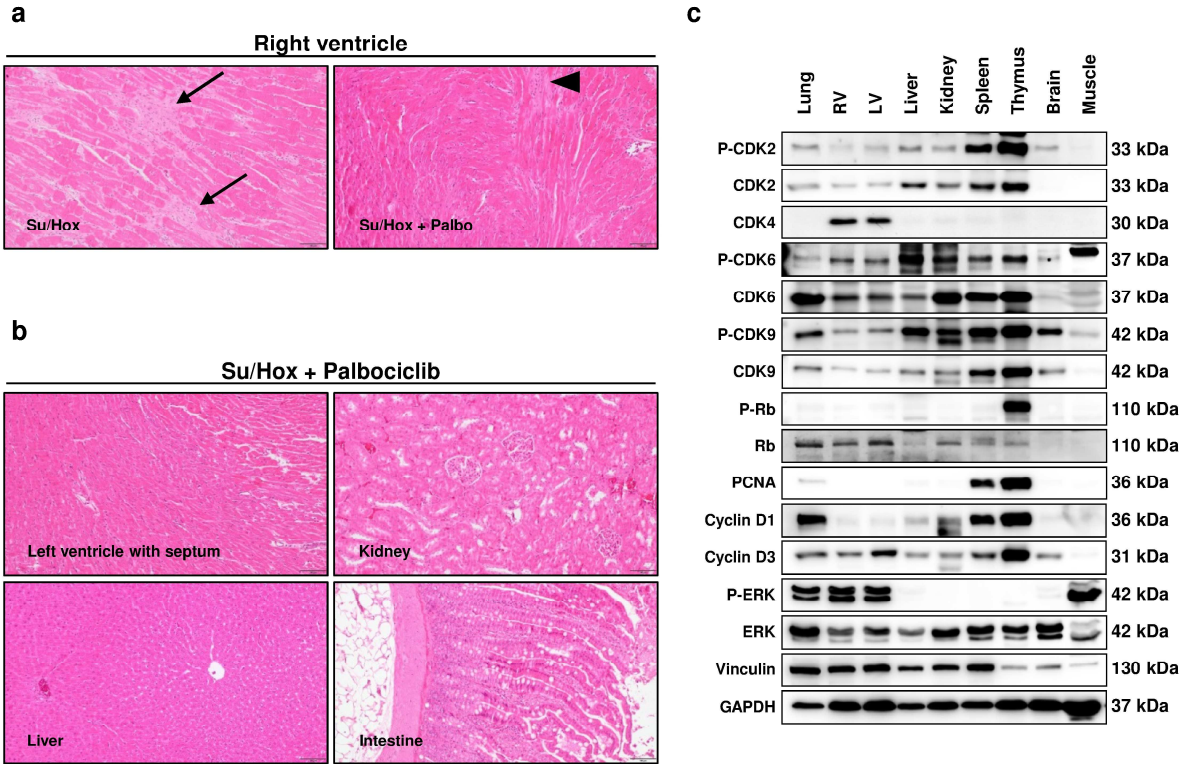 a
Right ventricle
Su/Hox
Su/Hox + Palbo
b
Su/Hox + Palbociclib
Left ventricle with septum
Kidney
Liver
Intestine
c
Lung RV LV Liver Kidney Spleen Thymus Brain Muscle
P-CDK2 33 kDa
CDK2 33 kDa
CDK4 30 kDa
P-CDK6 37 kDa
CDK6 37 kDa
P-CDK9 42 kDa
CDK9 42 kDa
P-Rb 110 kDa
Rb 110 kDa
PCNA 36 kDa
Cyclin D1 36 kDa
Cyclin D3 31 kDa
P-ERK 42 kDa
ERK 42 kDa
Vinculin 130 kDa
GAPDH 37 kDa